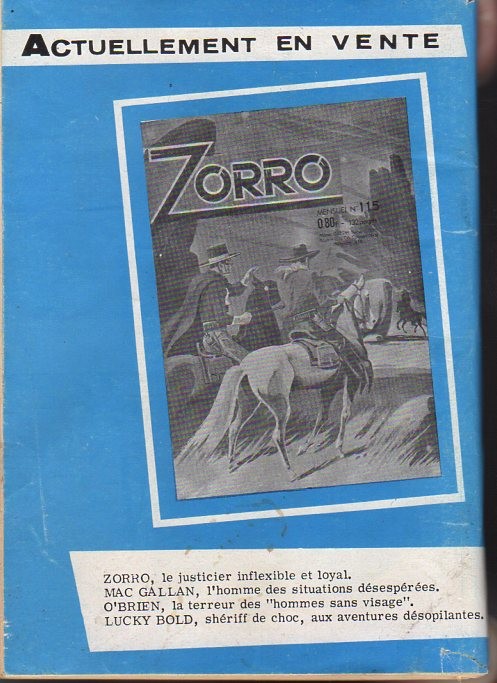 ACTUELLEMENT EN VENTE
ZORRO
MENSUEL N° 115
0.80F
ZORRO, le justicier inflexible et loyal.
MAC GALLAN, l'homme des situations désespérées.
O'BRIEN, la terreur des "hommes sans visage".
LUCKY BOLD, shériff de choc, aux aventures désopilantes.